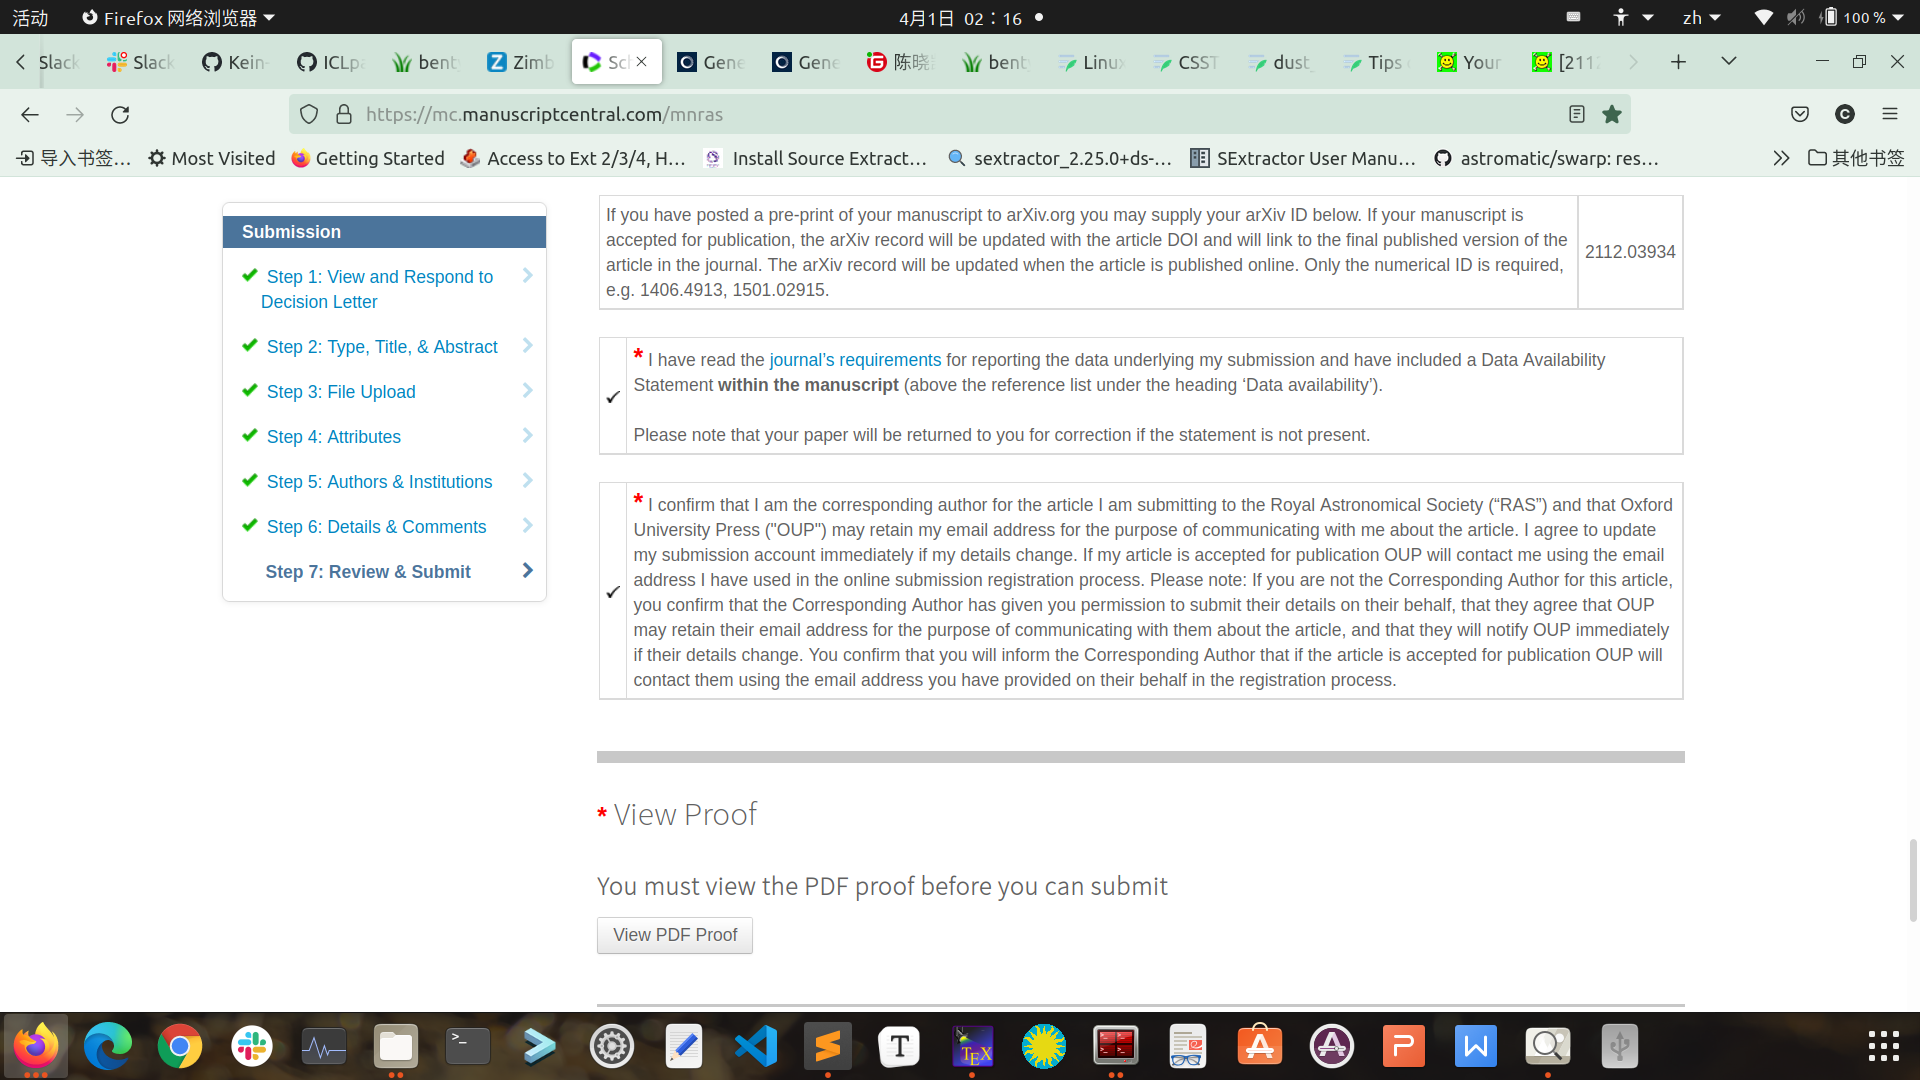 活动
Firefox 网络浏览器
4月1日 02：16
zh
100 %
Slack
Slack
Kein-
ICLpa
bent
Zimb
Sch
Gene
Gene
陈晓
bent
Linux
CSST
dust_
Tips
Your
[2112
https://mc.manuscriptcentral.com/mnras
导入书签…
Most Visited
Getting Started
Access to Ext 2/3/4, H…
Install Source Extract…
sextractor_2.25.0+ds-…
SExtractor User Manu…
astromatic/swarp: res…
其他书签
Submission
Step 1: View and Respond to
Decision Letter
Step 2: Type, Title, & Abstract
Step 3: File Upload
Step 4: Attributes
Step 5: Authors & Institutions
Step 6: Details & Comments
Step 7: Review & Submit
If you have posted a pre-print of your manuscript to arXiv.org you may supply your arXiv ID below. If your manuscript is
accepted for publication, the arXiv record will be updated with the article DOI and will link to the final published version of the
article in the journal. The arXiv record will be updated when the article is published online. Only the numerical ID is required,
e.g. 1406.4913, 1501.02915.
2112.03934
* I have read the journal’s requirements for reporting the data underlying my submission and have included a Data Availability
Statement within the manuscript (above the reference list under the heading ‘Data availability’).
Please note that your paper will be returned to you for correction if the statement is not present.
* I confirm that I am the corresponding author for the article I am submitting to the Royal Astronomical Society (“RAS”) and that Oxford
University Press ("OUP") may retain my email address for the purpose of communicating with me about the article. I agree to update
my submission account immediately if my details change. If my article is accepted for publication OUP will contact me using the email
address I have used in the online submission registration process. Please note: If you are not the Corresponding Author for this article,
you confirm that the Corresponding Author has given you permission to submit their details on their behalf, that they agree that OUP
may retain their email address for the purpose of communicating with them about the article, and that they will notify OUP immediately
if their details change. You confirm that you will inform the Corresponding Author that if the article is accepted for publication OUP will
contact them using the email address you have provided on their behalf in the registration process.
* View Proof
You must view the PDF proof before you can submit
View PDF Proof